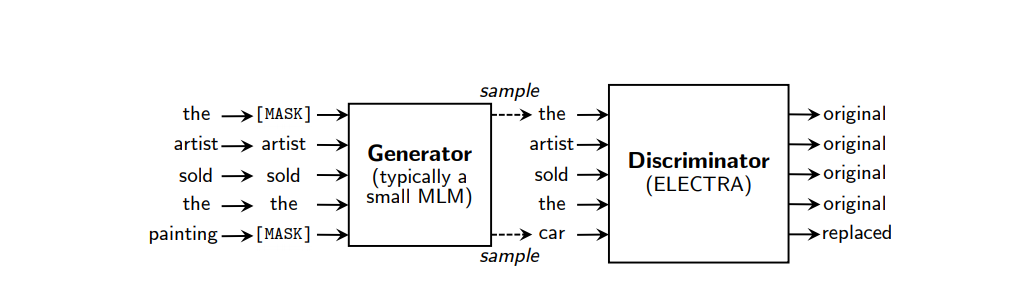 sample
the [MASK] the original
artist artist artist original
Generator
(typically a
small MLM)
Discriminator
(ELECTRA)
sold sold sold original
the the the original
painting [MASK] car replaced
sample